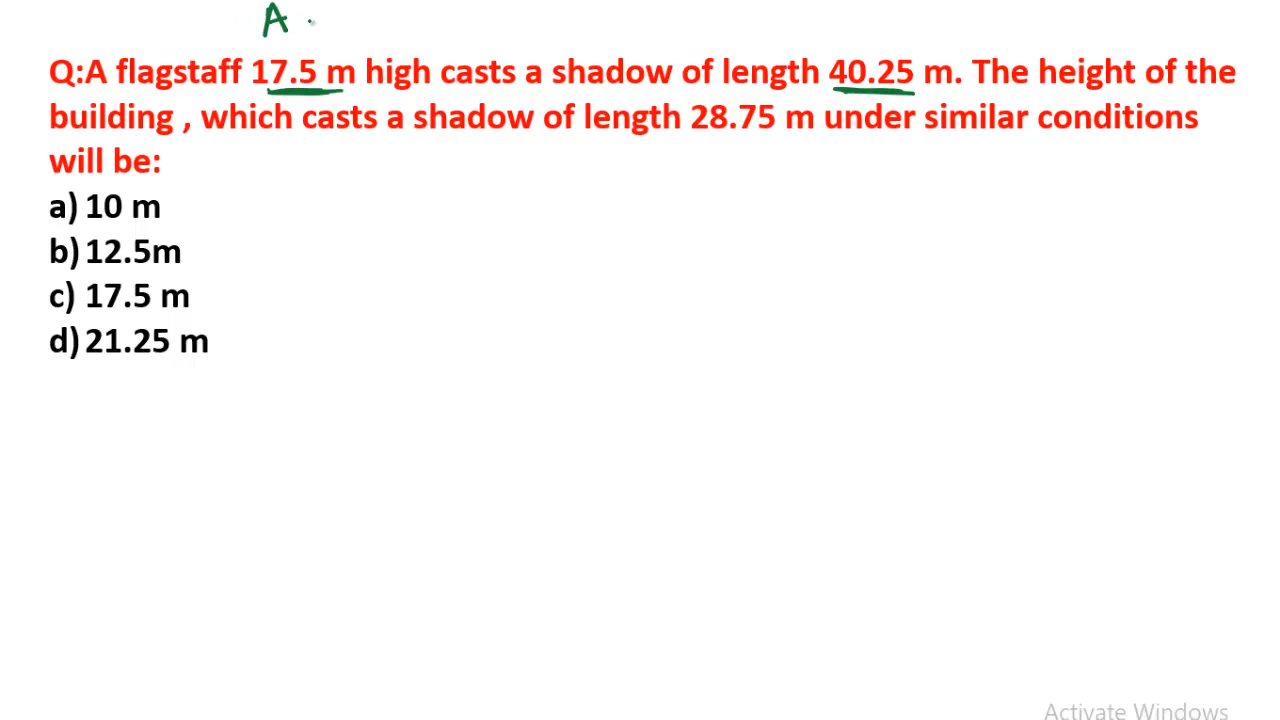 A
Q:A flagstaff 17.5 m high casts a shadow of length 40.25 m. The height of the
building , which casts a shadow of length 28.75 m under similar conditions
will be:
a) 10 m
b) 12.5m
c) 17.5 m
d) 21.25 m
Activate Windows